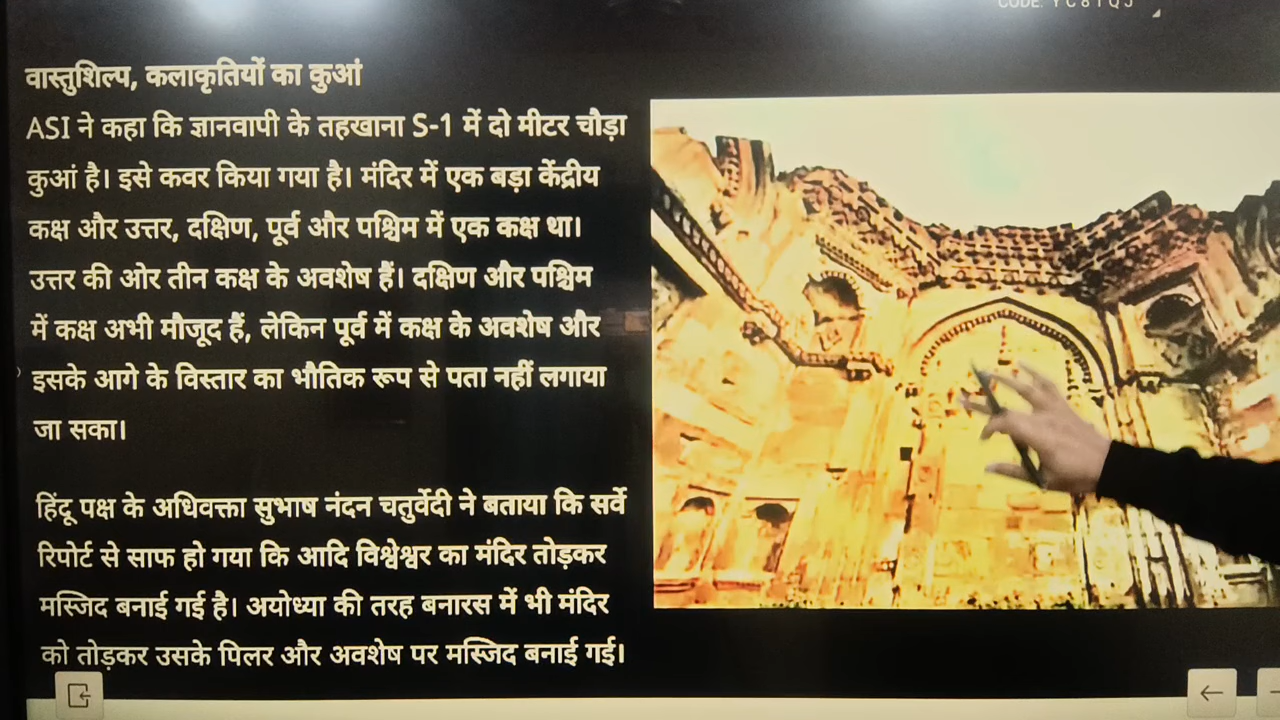 वास्तुशिल्प, कलाकृतियों का कुआं
ASI ने कहा कि ज्ञानवापी के तहखाना S-1 में दो मीटर चौड़ा
कुआं है। इसे कवर किया गया है। मंदिर में एक बड़ा केंद्रीय
कक्ष और उत्तर, दक्षिण, पूर्व और पश्चिम में एक कक्ष था।
उत्तर की ओर तीन कक्ष के अवशेष हैं। दक्षिण और पश्चिम
में कक्ष अभी मौजूद हैं, लेकिन पूर्व में कक्ष के अवशेष और
इसके आगे के विस्तार का भौतिक रूप से पता नहीं लगाया
जा सका।
हिंदू पक्ष के अधिवक्ता सुभाष नंदन चतुर्वेदी ने बताया कि सर्वे
रिपोर्ट से साफ हो गया कि आदि विश्वेश्वर का मंदिर तोड़कर
मस्जिद बनाई गई है। अयोध्या की तरह बनारस में भी मंदिर
को तोड़कर उसके पिलर और अवशेष पर मस्जिद बनाई गई।